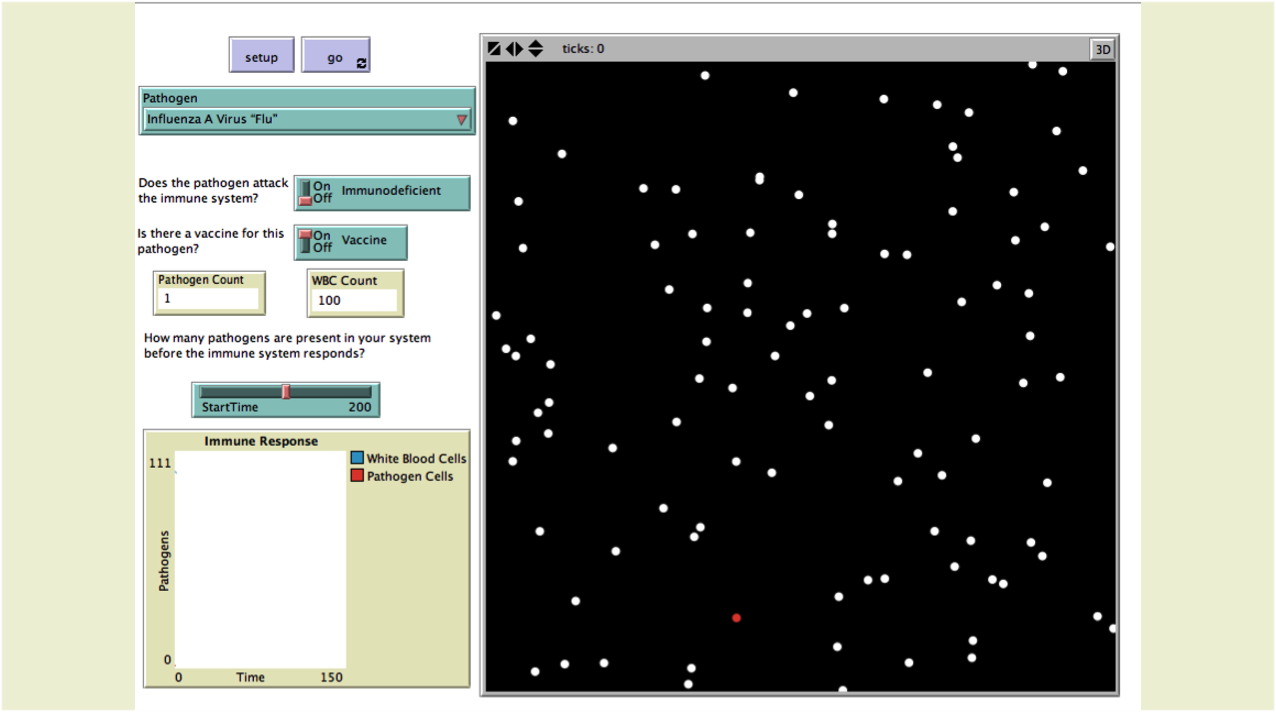 setup
go
ticks: 0
3D
Pathogen
Influenza A Virus "Flu"
Does the pathogen attack
the immune system?
On
Off
Immunodeficient
Is there a vaccine for this
pathogen?
On
Off
Vaccine
Pathogen Count
1
WBC Count
100
How many pathogens are present in your system
before the immune system responds?
StartTime
200
Immune Response
111
Pathogens
0
0
Time
150
White Blood Cells
Pathogen Cells